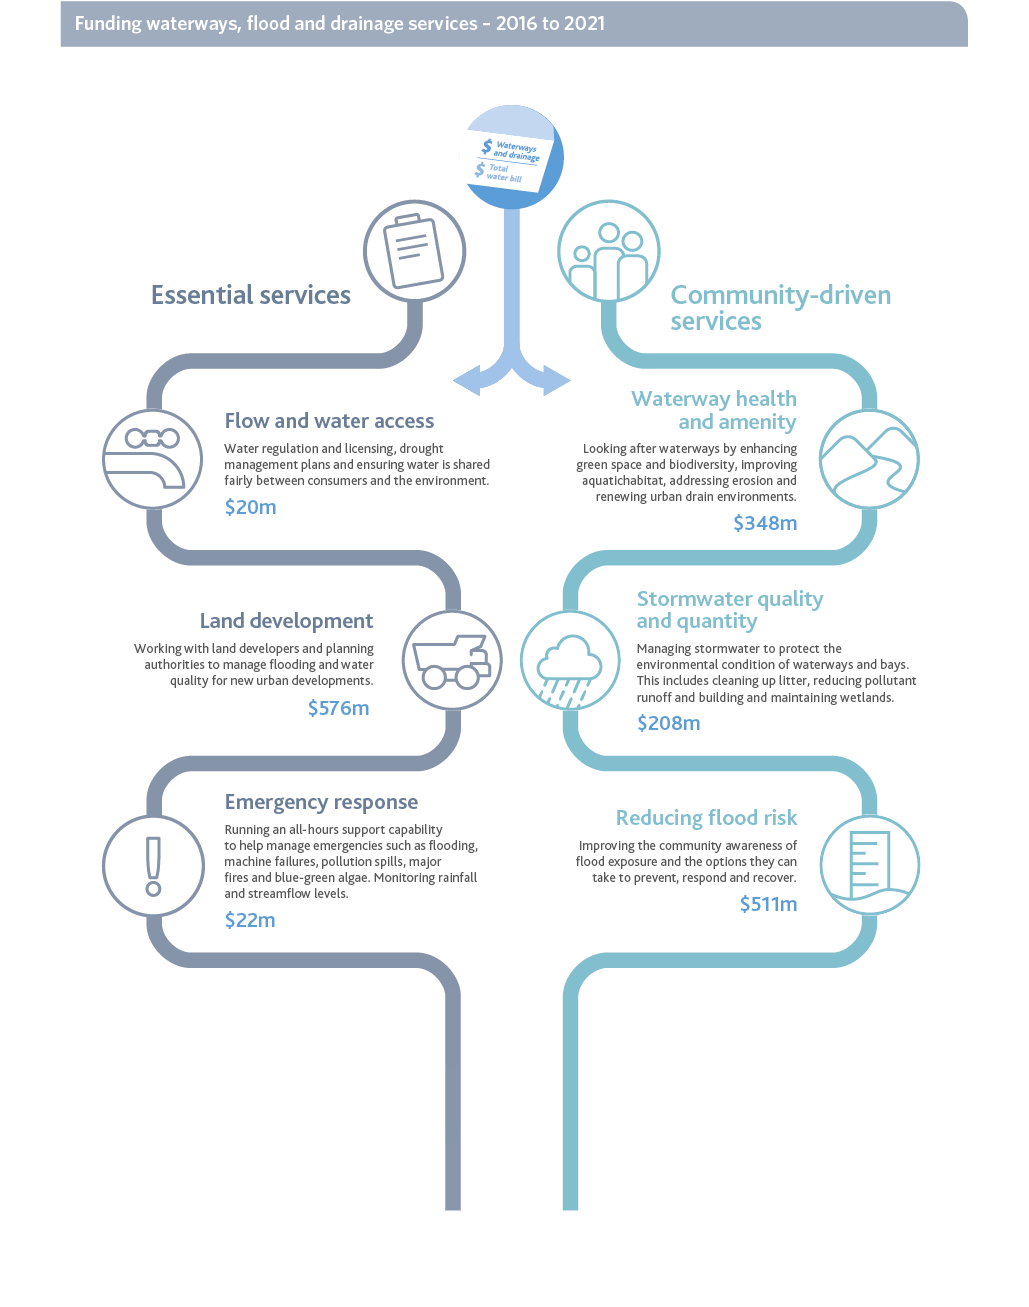 Funding waterways, flood and drainage services – 2016 to 2021
$ Waterways
and drainage
$ Total
water bill
Essential services
Flow and water access
Water regulation and licensing, drought
management plans and ensuring water is shared
fairly between consumers and the environment.
$20m
Land development
Working with land developers and planning
authorities to manage flooding and water
quality for new urban developments.
$576m
Emergency response
Running an all-hours support capability
to help manage emergencies such as flooding,
machine failures, pollution spills, major
fires and blue-green algae. Monitoring rainfall
and streamflow levels.
$22m
Community-driven
services
Waterway health
and amenity
Looking after waterways by enhancing
green space and biodiversity, improving
aquatichabitat, addressing erosion and
renewing urban drain environments.
$348m
Stormwater quality
and quantity
Managing stormwater to protect the
environmental condition of waterways and bays.
This includes cleaning up litter, reducing pollutant
runoff and building and maintaining wetlands.
$208m
Reducing flood risk
Improving the community awareness of
flood exposure and the options they can
take to prevent, respond and recover.
$511m